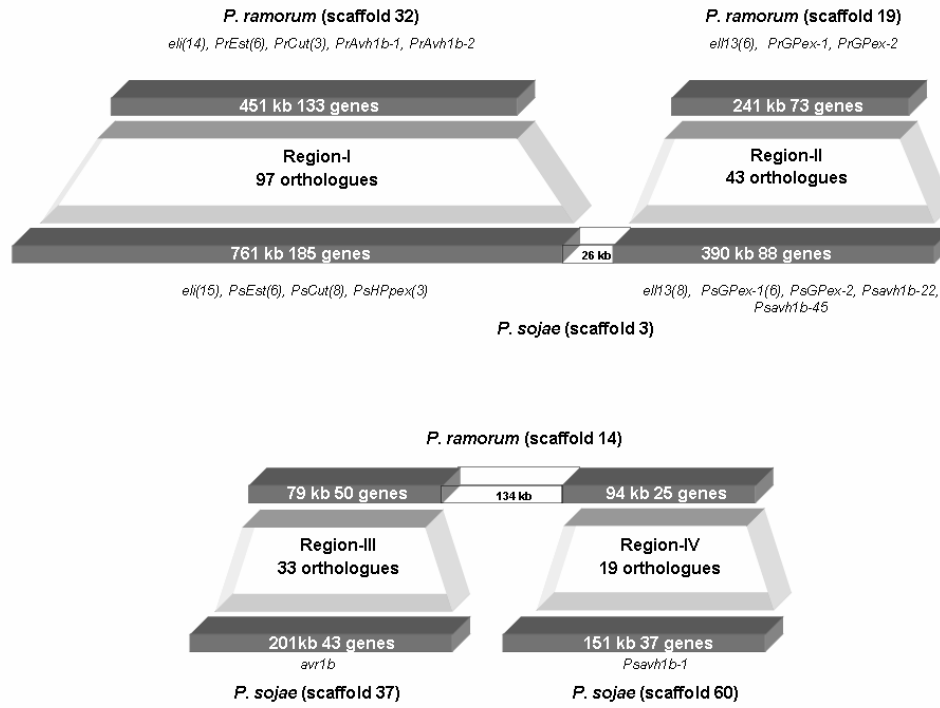 P. ramorum (scaffold 32)
eli(14), PrEst(6), PrCut(3), PrAvh1b-1, PrAvh1b-2
451 kb 133 genes
Region-I
97 orthologues
761 kb 185 genes
eli(15), PsEst(6), PsCut(8), PsHPpex(3)
26 kb
P. ramorum (scaffold 19)
ell13(6), PrGPex-1, PrGPex-2
241 kb 73 genes
Region-II
43 orthologues
390 kb 88 genes
ell13(8), PsGPex-1(6), PsGPex-2, Psavh1b-22,
Psavh1b-45
P. sojae (scaffold 3)
P. ramorum (scaffold 14)
79 kb 50 genes
134 kb
94 kb 25 genes
Region-III
33 orthologues
Region-IV
19 orthologues
201kb 43 genes
avr1b
P. sojae (scaffold 37)
151 kb 37 genes
Psavh1b-1
P. sojae (scaffold 60)